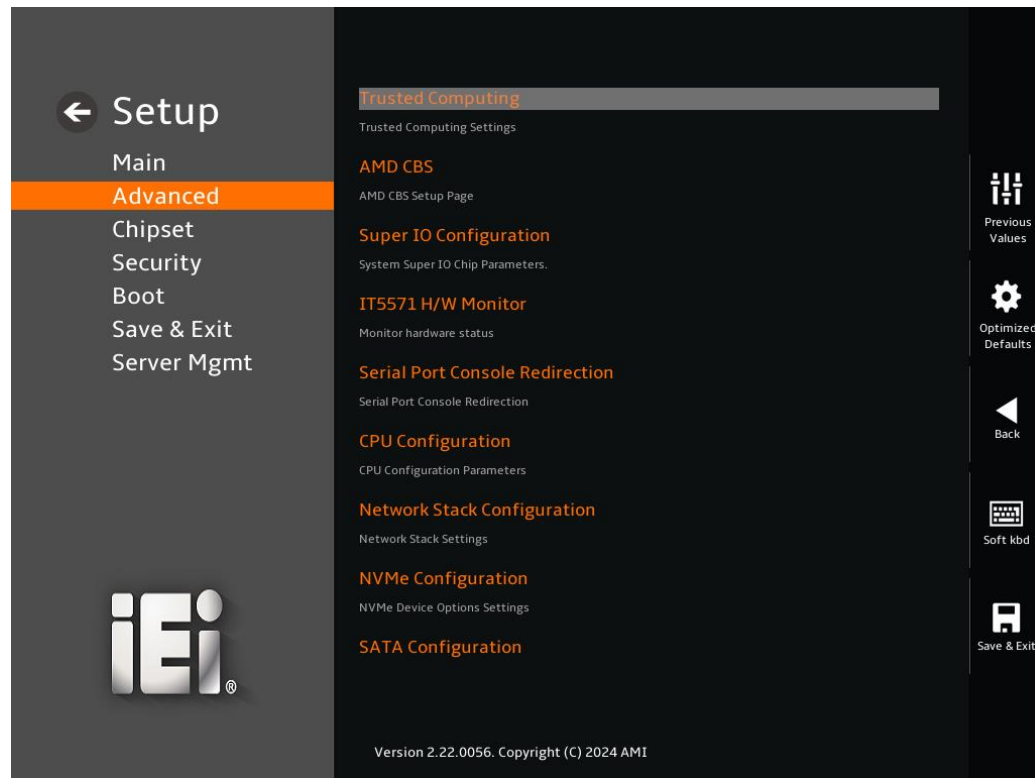 Setup
Main
Advanced
Chipset
Security
Boot
Save & Exit
Server Mgmt
iEi®
Trusted Computing
Trusted Computing Settings
AMD CBS
AMD CBS Setup Page
Super IO Configuration
System Super IO Chip Parameters.
IT5571 H/W Monitor
Monitor hardware status
Serial Port Console Redirection
Serial Port Console Redirection
CPU Configuration
CPU Configuration Parameters
Network Stack Configuration
Network Stack Settings
NVMe Configuration
NVMe Device Options Settings
SATA Configuration
Previous
Values
Optimized
Defaults
Back
Soft kbd
Save & Exit
Version 2.22.0056. Copyright (C) 2024 AMI